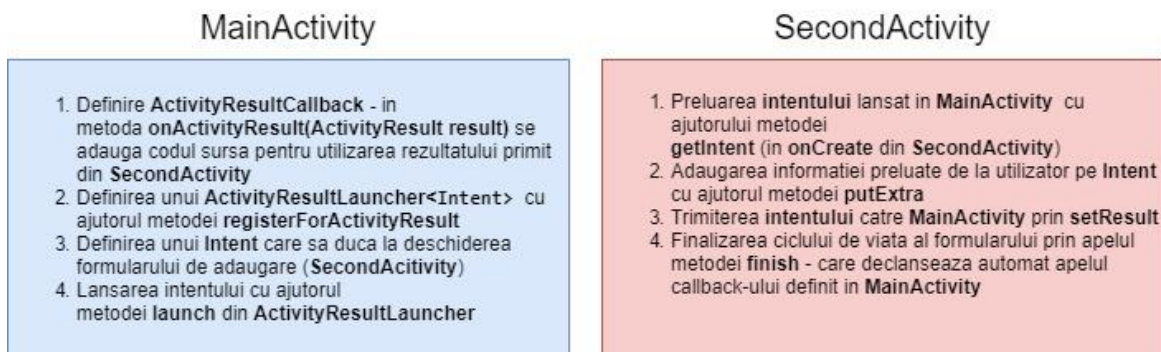 MainActivity
1. Definire ActivityResultCallback - in
metoda onActivityResult(ActivityResult result) se
adauga codul sursa pentru utilizarea rezultatului primit
din SecondActivity
2. Definirea unui ActivityResultLauncher<Intent> cu
ajutorul metodei registerForActivityResult
3. Definirea unui Intent care sa duca la deschiderea
formularului de adaugare (SecondAcitivity)
4. Lansarea intentului cu ajutorul
metodei launch din ActivityResultLauncher
SecondActivity
1. Preluarea intentului lansat in MainActivity cu
ajutorului metodei
getIntent (in onCreate din SecondActivity)
2. Adaugarea informatiei preluate de la utilizator pe Intent
cu ajutorul metodei putExtra
3. Trimiterea intentului catre MainActivity prin setResult
4. Finalizarea ciclului de viata al formularului prin apelul
metodei finish - care declanseaza automat apelul
callback-ului definit in MainActivity